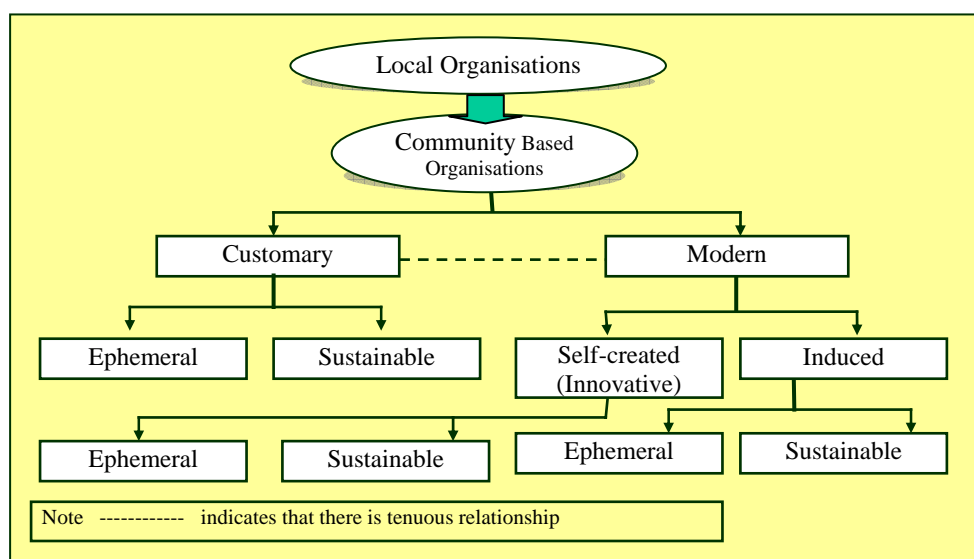 Local Organisations
Community Based
Organisations
Customary
Modern
Ephemeral
Sustainable
Self-created
(Innovative)
Induced
Ephemeral
Sustainable
Ephemeral
Sustainable
Note ------------ indicates that there is tenuous relationship